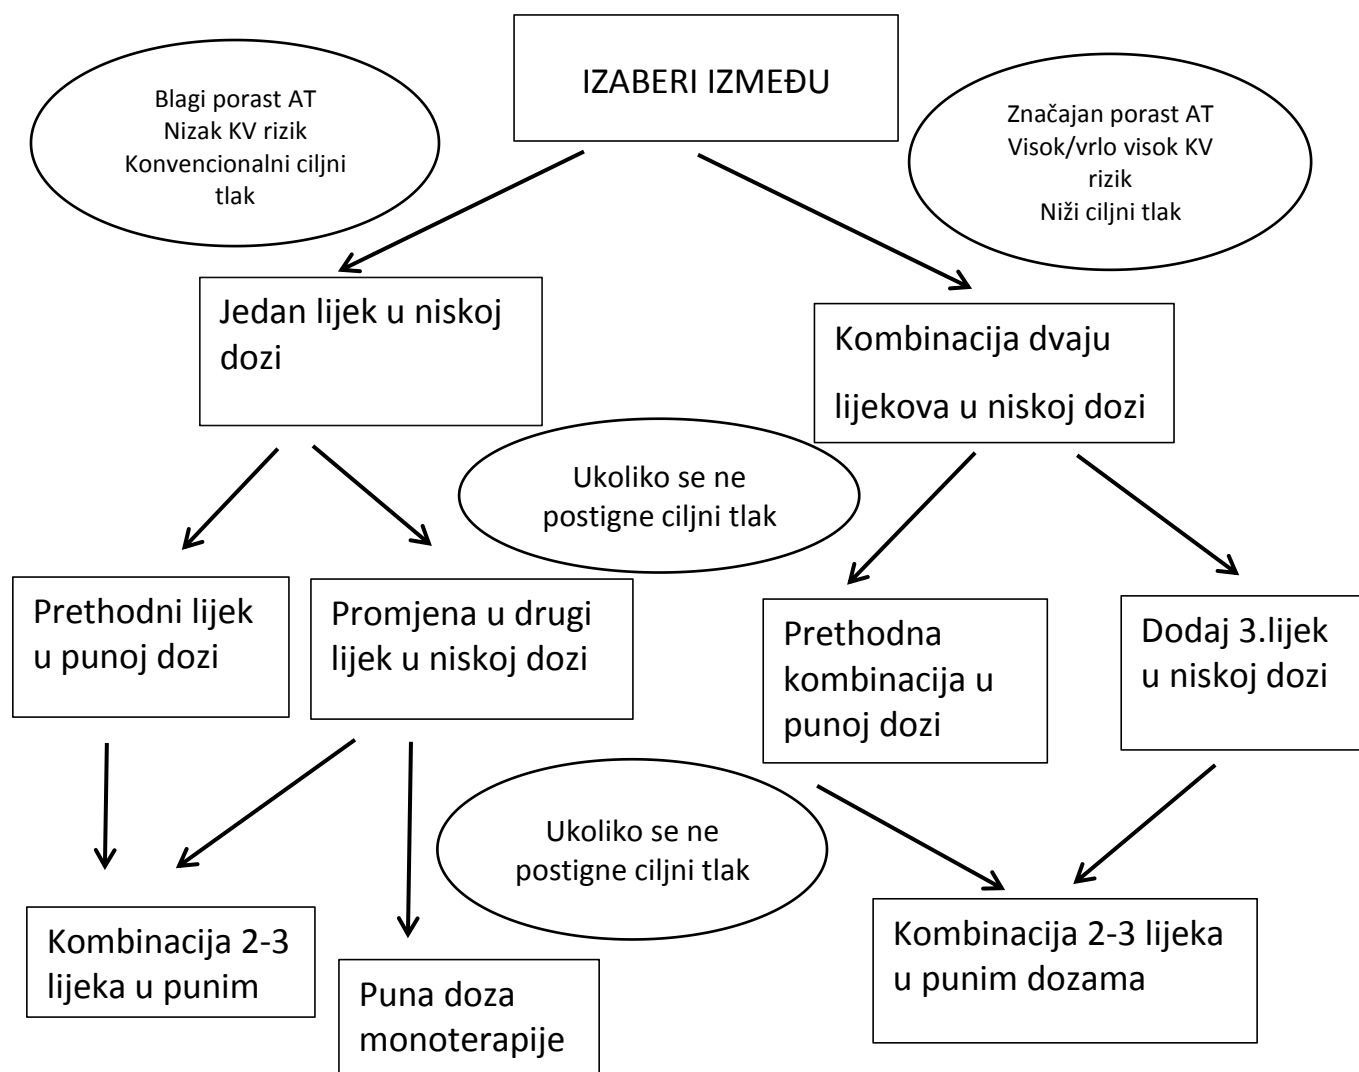 IZABERI IZMEĐU
Blagi porast AT
Nizak KV rizik
Konvencionalni ciljni
tlak
Značajan porast AT
Visok/vrlo visok KV
rizik
Niži ciljni tlak
Jedan lijek u niskoj
dozi
Kombinacija dvaju
lijekova u niskoj dozi
Ukoliko se ne
postigne ciljni tlak
Prethodni lijek
u punoj dozi
Promjena u drugi
lijek u niskoj dozi
Prethodna
kombinacija u
punoj dozi
Dodaj 3.lijek
u niskoj dozi
Ukoliko se ne
postigne ciljni tlak
Kombinacija 2-3
lijeka u punim
Puna doza
monoterapije
Kombinacija 2-3 lijeka
u punim dozama